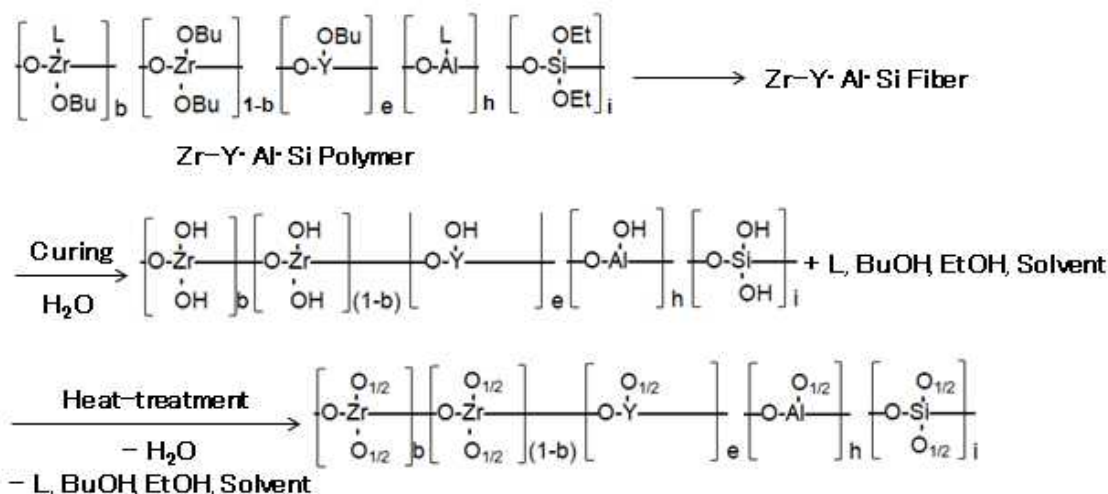 L OBu OBu L OEt
O-Zr O-Zr O-Y O-Al O-Si Zr-Y-Al-Si Fiber
OBu b OBu 1-b e h OEt i
Zr-Y-Al-Si Polymer
Curing OH OH OH OH OH
O-Zr O-Zr O-Y O-Al O-Si + L, BuOH, EtOH, Solvent
H2O OH b OH (1-b) e h OH i
Heat-treatment O1/2 O1/2 O1/2 O1/2 O1/2
O-Zr O-Zr O-Y O-Al O-Si
- H2O O1/2 b O1/2 (1-b) e h O1/2 i
- L, BuOH, EtOH, Solvent